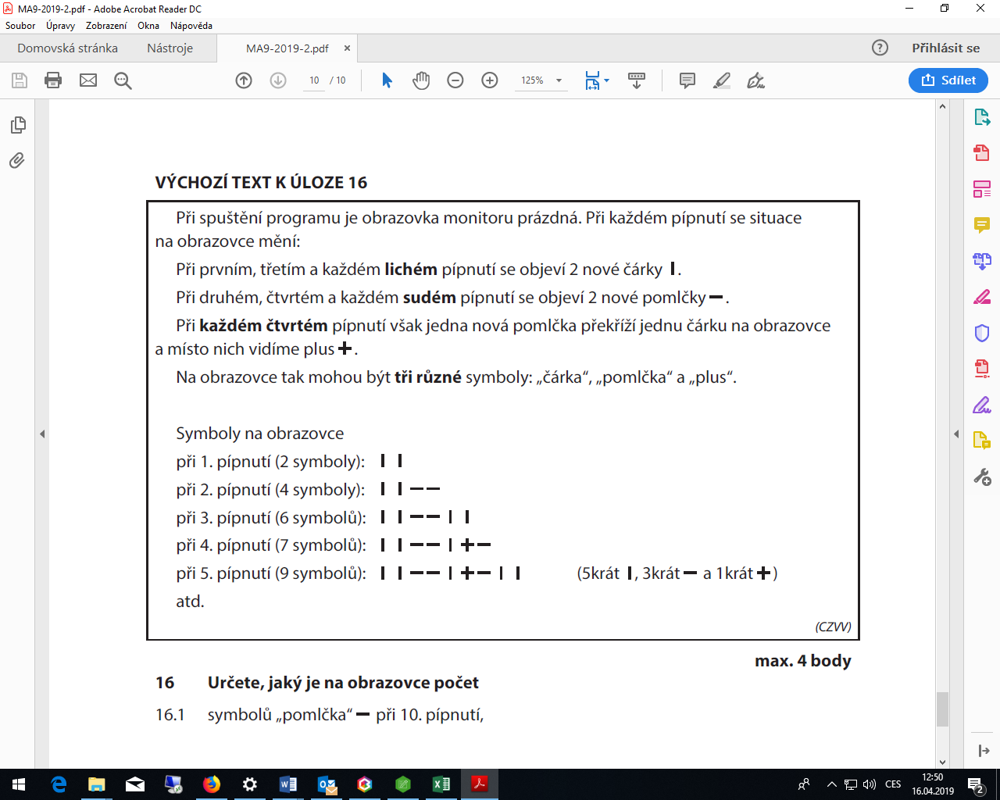 MA9-2019-2.pdf - Adobe Acrobat Reader DC
Soubor Úpravy Zobrazení Okna Nápověda
Domovská stránka Nástroje MA9-2019-2.pdf × Přihlásit se
10 / 10 125% Sdílet
VÝCHOZÍ TEXT K ÚLOZE 16
Při spuštění programu je obrazovka monitoru prázdná. Při každém pípnutí se situace
na obrazovce mění:
Při prvním, třetím a každém lichém pípnutí se objeví 2 nové čárky I.
Při druhém, čtvrtém a každém sudém pípnutí se objeví 2 nové pomlčky –.
Při každém čtvrtém pípnutí však jedna nová pomlčka překříží jednu čárku na obrazovce
a místo nich vidíme plus +.
Na obrazovce tak mohou být tři různé symboly: „čárka“, „pomlčka“ a „plus“.
Symboly na obrazovce
při 1. pípnutí (2 symboly): I I
při 2. pípnutí (4 symboly): I I – –
při 3. pípnutí (6 symbolů): I I – – I I
při 4. pípnutí (7 symbolů): I I – – I + –
při 5. pípnutí (9 symbolů): I I – – I + – I I (5krát I, 3krát – a 1krát +)
atd.
(CZVV)
max. 4 body
16 Určete, jaký je na obrazovce počet
16.1 symbolů „pomlčka“ – při 10. pípnutí,
CES 12:50
16.04.2019 2